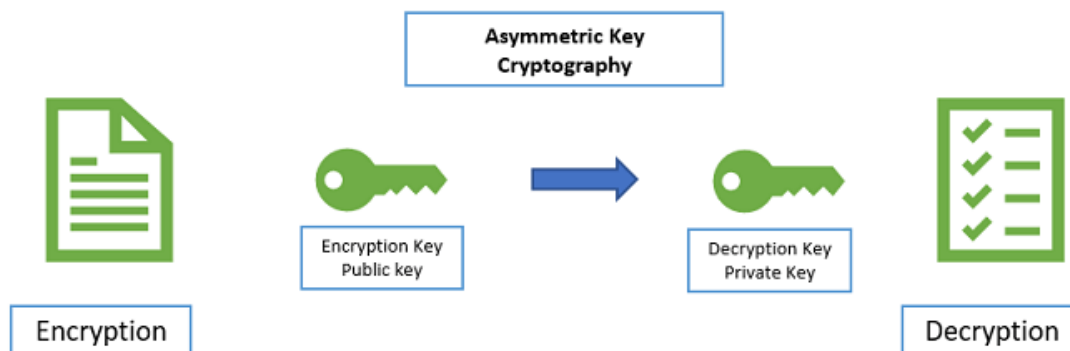 Asymmetric Key
Cryptography
Encryption Key
Public key
Decryption Key
Private Key
Encryption
Decryption